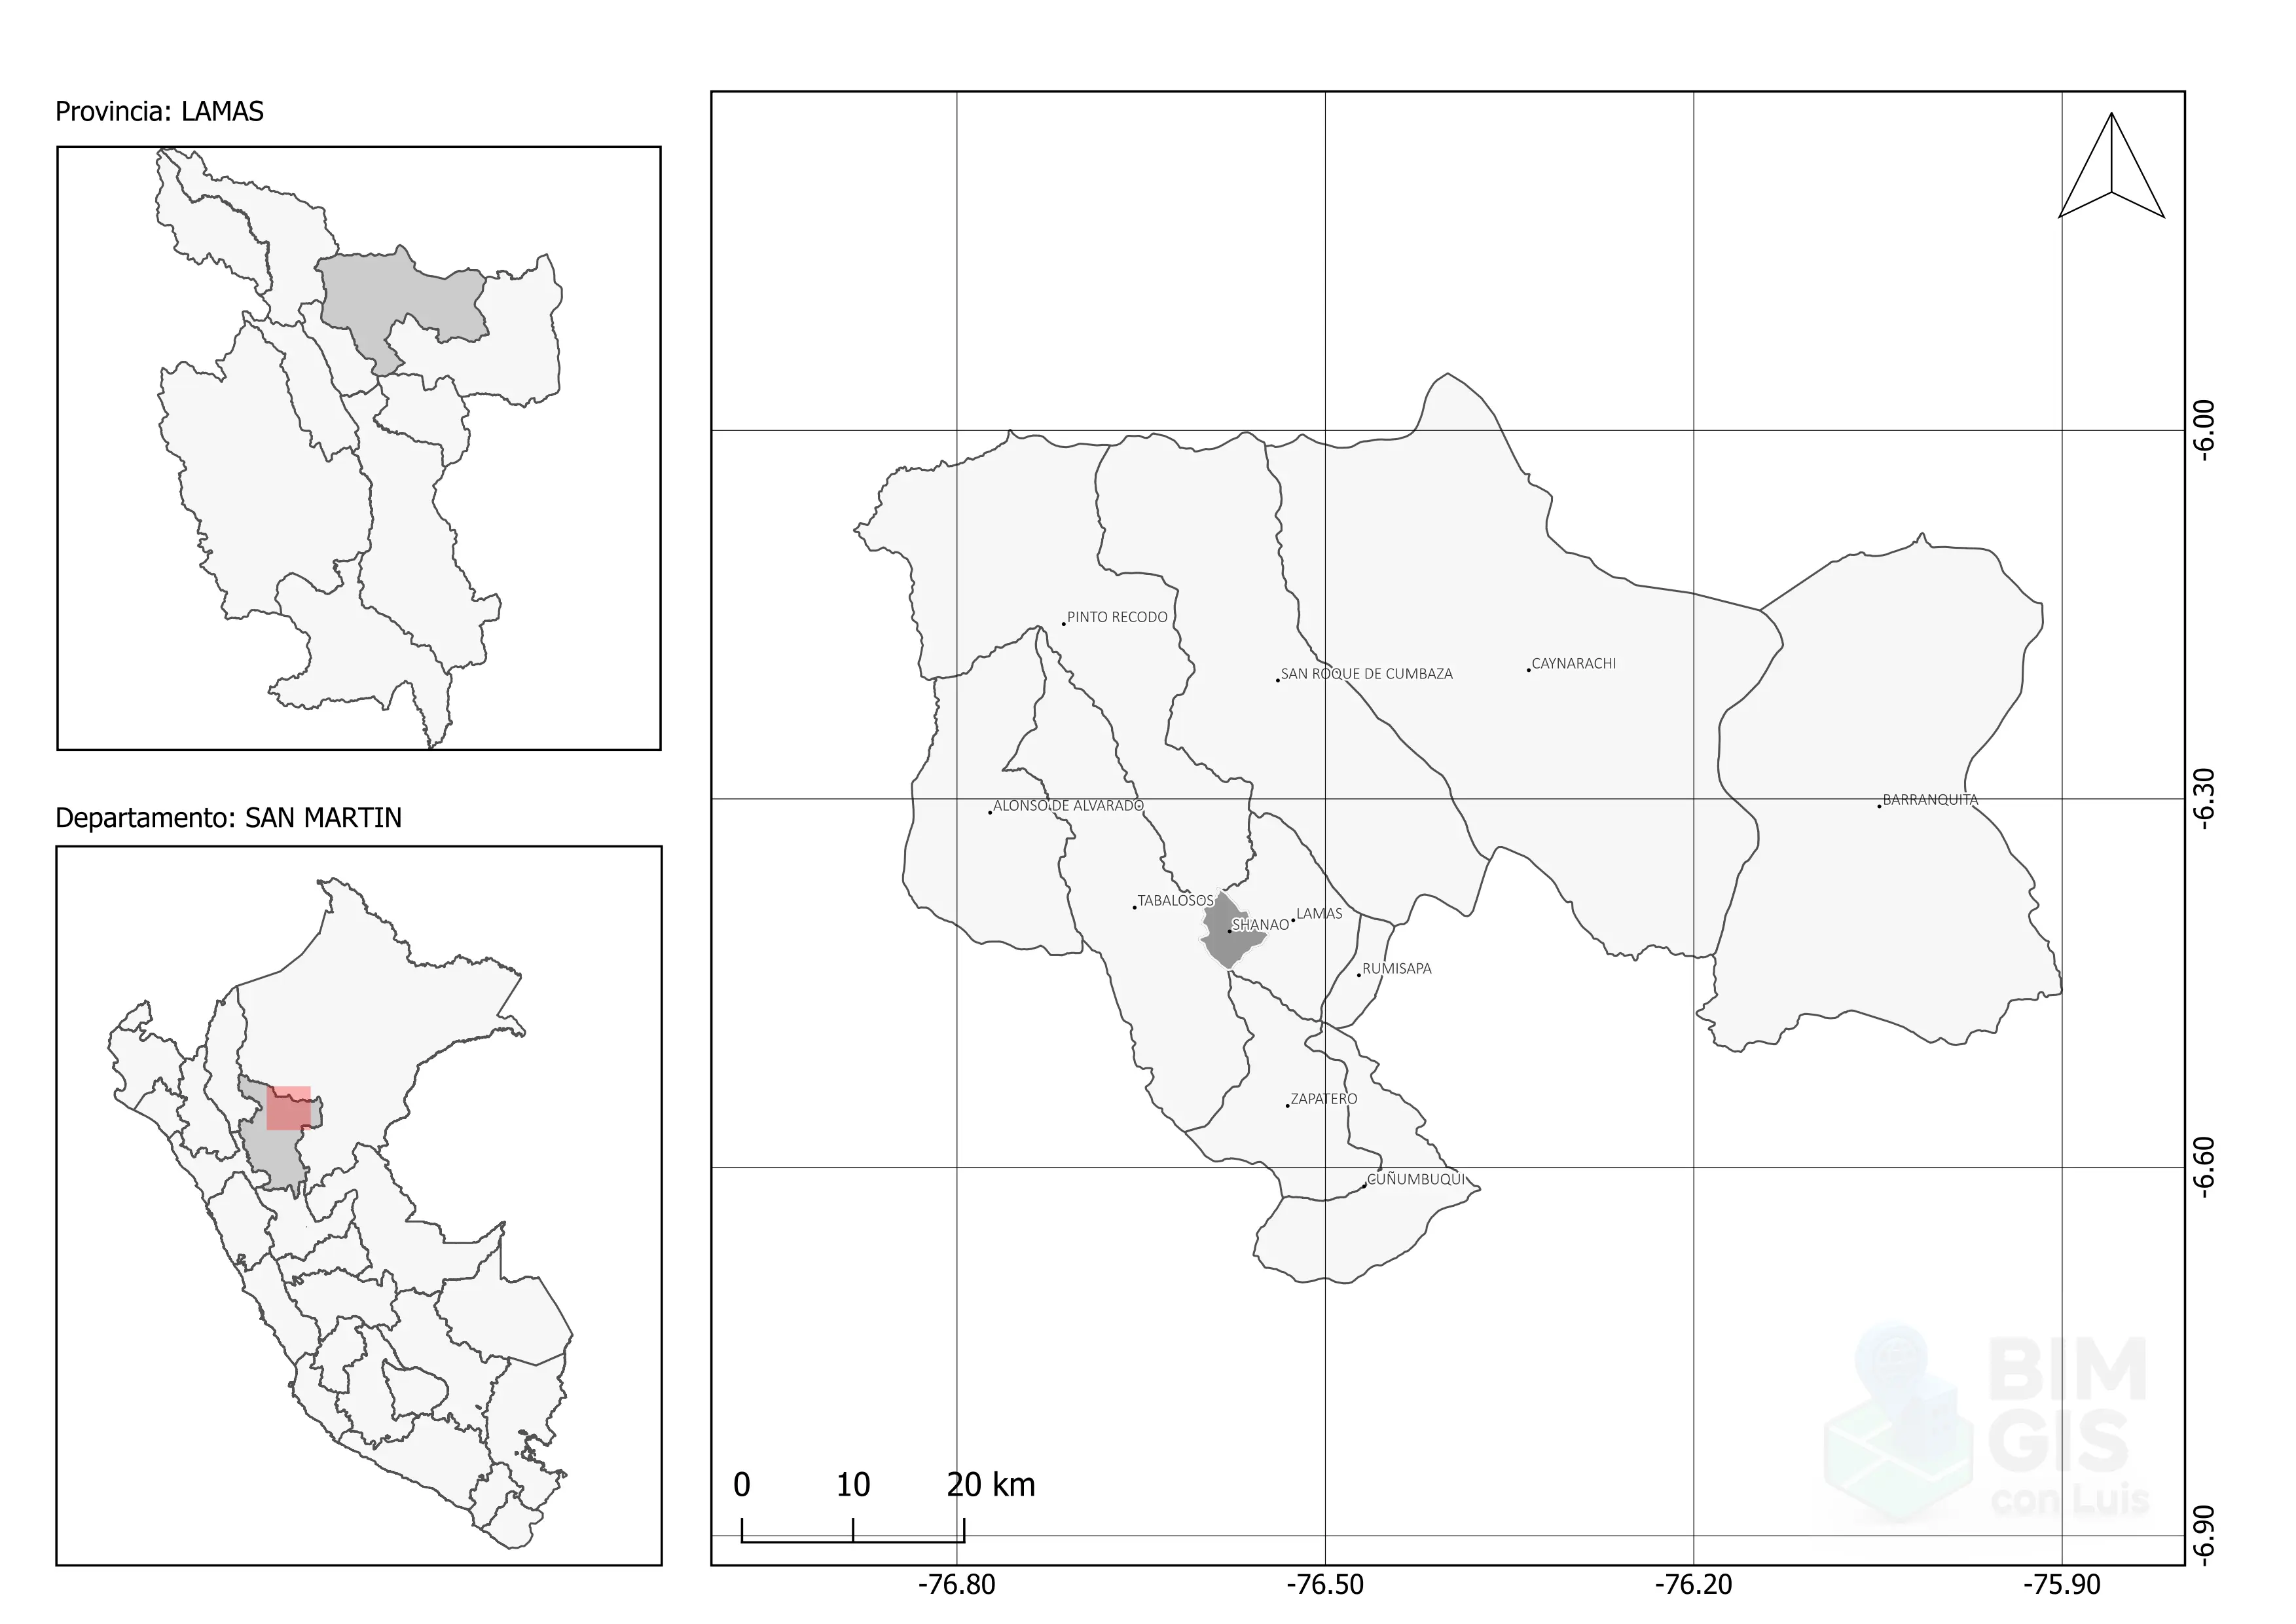 Provincia: LAMAS
Departamento: SAN MARTIN
PINTO RECODO
SAN ROQUE DE CUMBAZA
CAYNARACHI
ALONSO DE ALVARADO
BARRANQUITA
TABALOSOS
LAMAS
SHANAO
RUMISAPA
ZAPATERO
CUÑUMBUQUI
-6.00
-6.30
-6.60
-6.90
0 10 20 km
-76.80 -76.50 -76.20 -75.90
BIM
GIS
con Luis